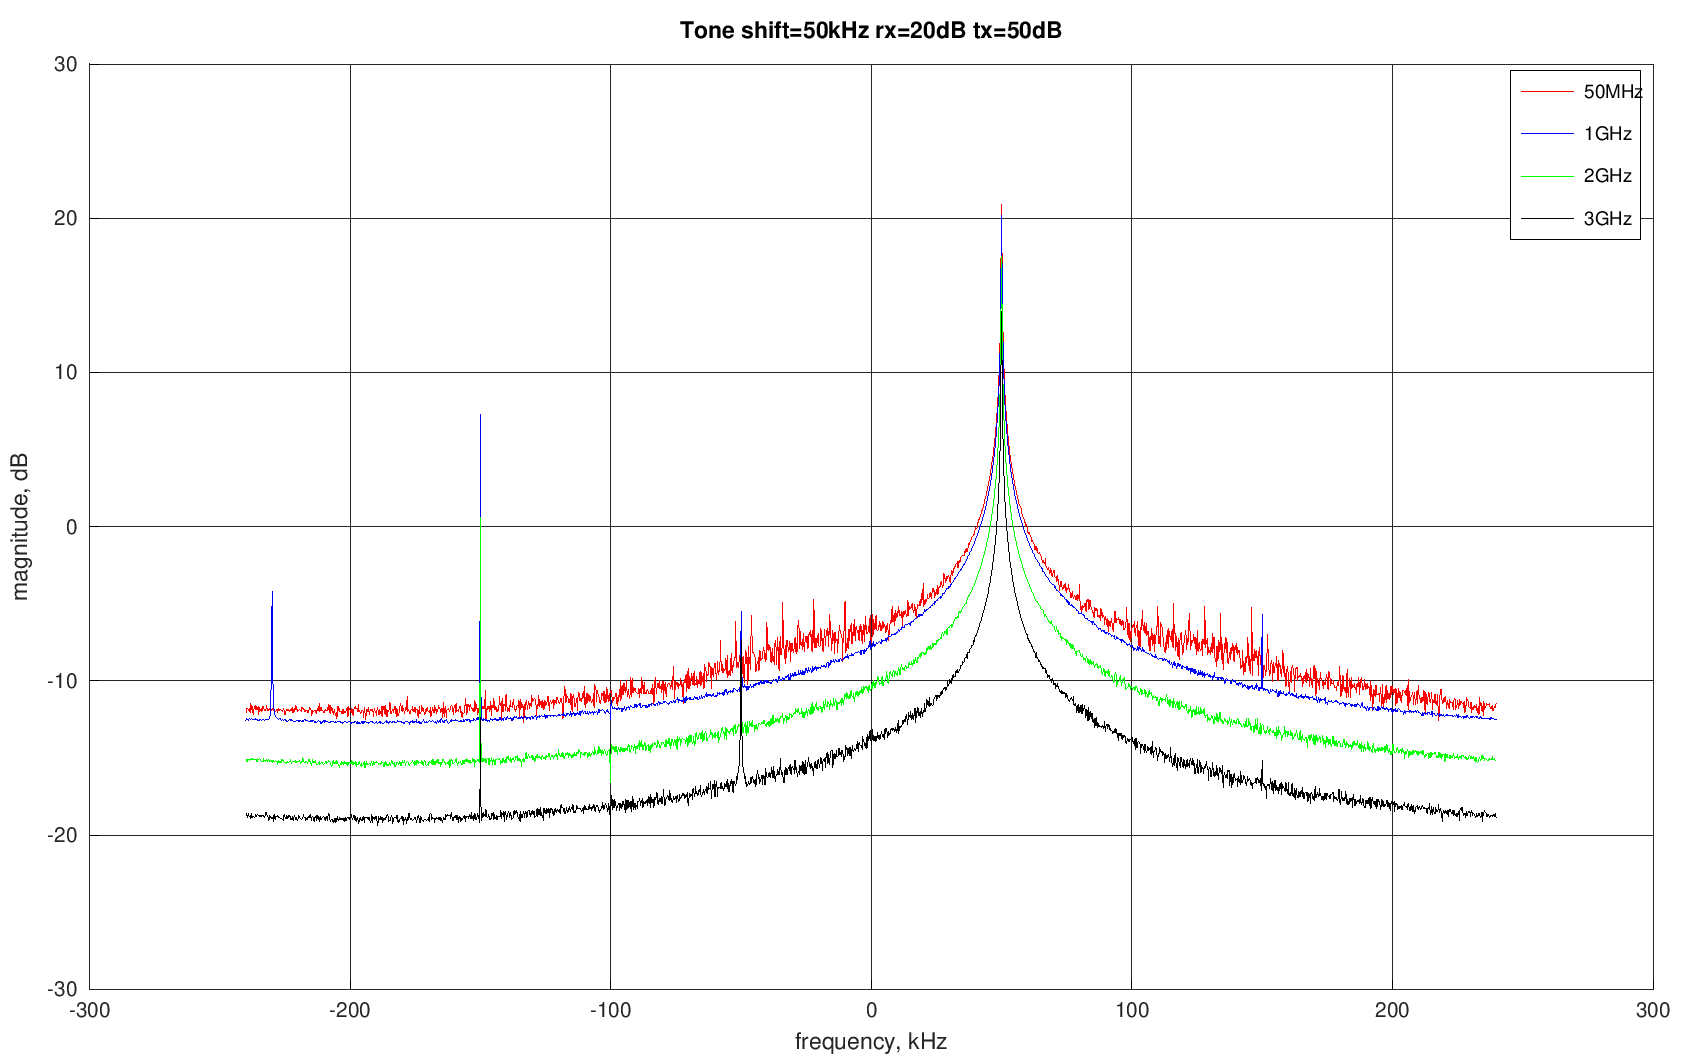 Tone shift=50kHz rx=20dB tx=50dB
50MHz
1GHz
2GHz
3GHz
30
20
10
0
-10
-20
-30
magnitude, dB
-300
-200
-100
0
100
200
300
frequency, kHz